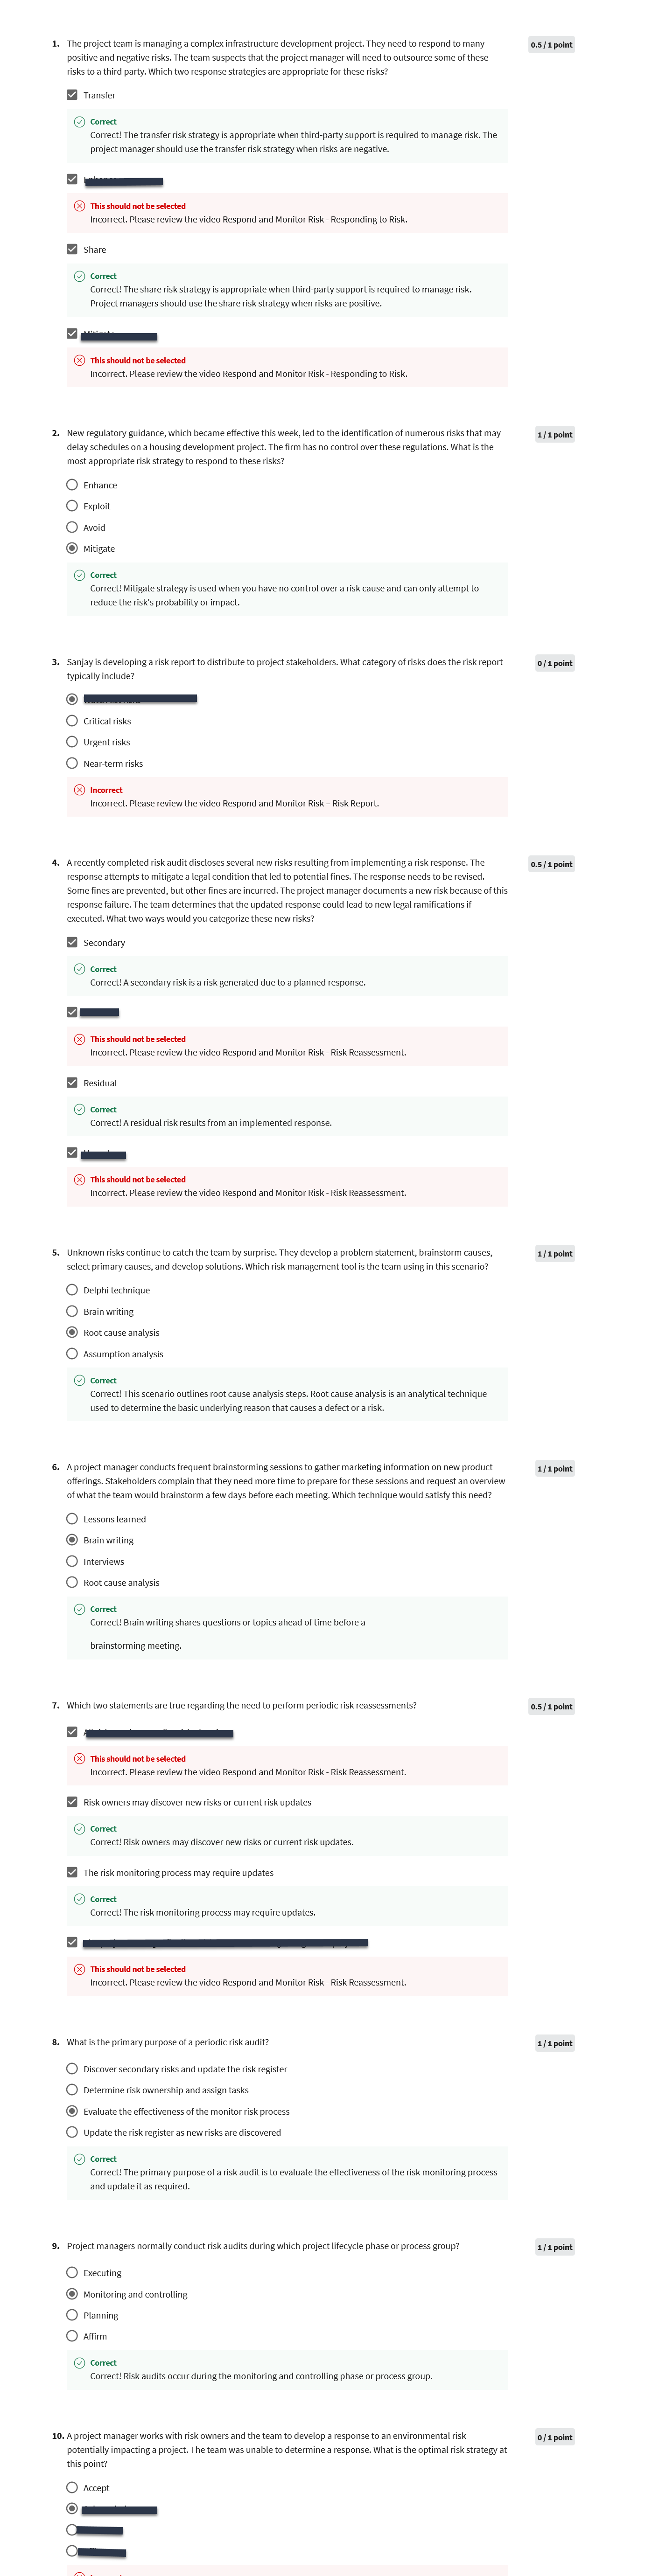 1. The project team is managing a complex infrastructure development project. They need to respond to many
positive and negative risks. The team suspects that the project manager will need to outsource some of these
risks to a third party. Which two response strategies are appropriate for these risks?
0.5 / 1 point
Transfer
Correct
Correct! The transfer risk strategy is appropriate when third-party support is required to manage risk. The
project manager should use the transfer risk strategy when risks are negative.
This should not be selected
Incorrect. Please review the video Respond and Monitor Risk - Responding to Risk.
Share
Correct
Correct! The share risk strategy is appropriate when third-party support is required to manage risk.
Project managers should use the share risk strategy when risks are positive.
This should not be selected
Incorrect. Please review the video Respond and Monitor Risk - Responding to Risk.
2. New regulatory guidance, which became effective this week, led to the identification of numerous risks that may
delay schedules on a housing development project. The firm has no control over these regulations. What is the
most appropriate risk strategy to respond to these risks?
1 / 1 point
Enhance
Exploit
Avoid
Mitigate
Correct
Correct! Mitigate strategy is used when you have no control over a risk cause and can only attempt to
reduce the risk's probability or impact.
3. Sanjay is developing a risk report to distribute to project stakeholders. What category of risks does the risk report
typically include?
0 / 1 point
Critical risks
Urgent risks
Near-term risks
Incorrect
Incorrect. Please review the video Respond and Monitor Risk – Risk Report.
4. A recently completed risk audit discloses several new risks resulting from implementing a risk response. The
response attempts to mitigate a legal condition that led to potential fines. The response needs to be revised.
Some fines are prevented, but other fines are incurred. The project manager documents a new risk because of this
response failure. The team determines that the updated response could lead to new legal ramifications if
executed. What two ways would you categorize these new risks?
0.5 / 1 point
Secondary
Correct
Correct! A secondary risk is a risk generated due to a planned response.
This should not be selected
Incorrect. Please review the video Respond and Monitor Risk - Risk Reassessment.
Residual
Correct
Correct! A residual risk results from an implemented response.
This should not be selected
Incorrect. Please review the video Respond and Monitor Risk - Risk Reassessment.
5. Unknown risks continue to catch the team by surprise. They develop a problem statement, brainstorm causes,
select primary causes, and develop solutions. Which risk management tool is the team using in this scenario?
1 / 1 point
Delphi technique
Brain writing
Root cause analysis
Assumption analysis
Correct
Correct! This scenario outlines root cause analysis steps. Root cause analysis is an analytical technique
used to determine the basic underlying reason that causes a defect or a risk.
6. A project manager conducts frequent brainstorming sessions to gather marketing information on new product
offerings. Stakeholders complain that they need more time to prepare for these sessions and request an overview
of what the team would brainstorm a few days before each meeting. Which technique would satisfy this need?
1 / 1 point
Lessons learned
Brain writing
Interviews
Root cause analysis
Correct
Correct! Brain writing shares questions or topics ahead of time before a
brainstorming meeting.
7. Which two statements are true regarding the need to perform periodic risk reassessments?
0.5 / 1 point
This should not be selected
Incorrect. Please review the video Respond and Monitor Risk - Risk Reassessment.
Risk owners may discover new risks or current risk updates
Correct
Correct! Risk owners may discover new risks or current risk updates.
The risk monitoring process may require updates
Correct
Correct! The risk monitoring process may require updates.
This should not be selected
Incorrect. Please review the video Respond and Monitor Risk - Risk Reassessment.
8. What is the primary purpose of a periodic risk audit?
1 / 1 point
Discover secondary risks and update the risk register
Determine risk ownership and assign tasks
Evaluate the effectiveness of the monitor risk process
Update the risk register as new risks are discovered
Correct
Correct! The primary purpose of a risk audit is to evaluate the effectiveness of the risk monitoring process
and update it as required.
9. Project managers normally conduct risk audits during which project lifecycle phase or process group?
1 / 1 point
Executing
Monitoring and controlling
Planning
Affirm
Correct
Correct! Risk audits occur during the monitoring and controlling phase or process group.
10. A project manager works with risk owners and the team to develop a response to an environmental risk
potentially impacting a project. The team was unable to determine a response. What is the optimal risk strategy at
this point?
0 / 1 point
Accept